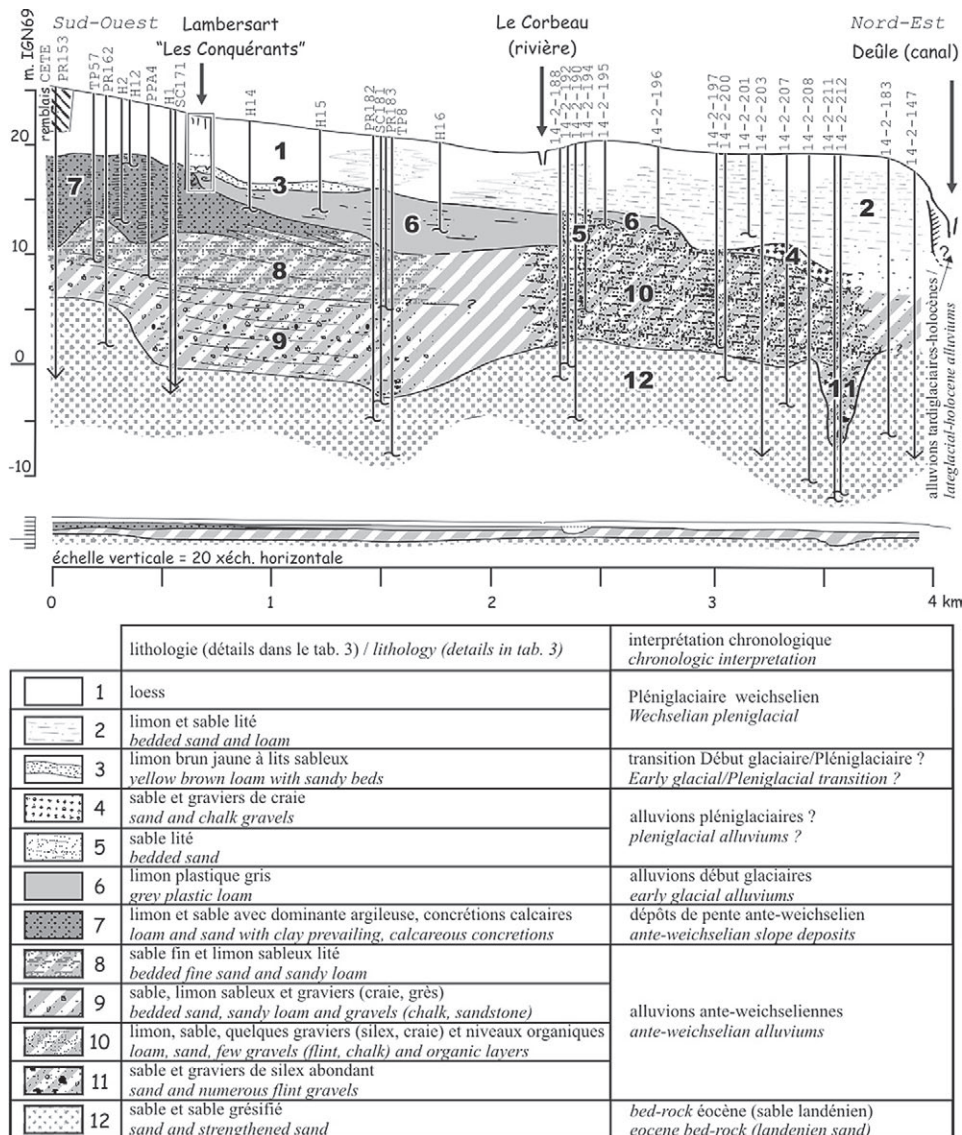 Sud-Ouest
Lambersart
"Les Conquérants"
Le Corbeau
(rivière)
Nord-Est
Deûle (canal)
m. IGN69
remblais
CETE
PR153
TP57
PR162
H2
H12
PPA4
H1
SC171
H14
H15
PR182
SC181
PR183
TP8
H16
14-2-188
14-2-192
14-2-190
14-2-194
14-2-195
14-2-196
14-2-197
14-2-200
14-2-201
14-2-203
14-2-207
14-2-208
14-2-211
14-2-212
14-2-183
14-2-147
20
10
0
-10
1
2
3
4
5
6
6
7
8
9
10
11
12
?
?
?
alluvions tardiglaciaires-holocènes /
lateglacial-holocene alluviums
échelle verticale = 20 xéch. horizontale
0
1
2
3
4 km
lithologie (détails dans le tab. 3) / lithology (details in tab. 3)
interprétation chronologique
chronologic interpretation
1
loess
Pléniglaciaire weichselien
Wechselian pleniglacial
2
limon et sable lité
bedded sand and loam
3
limon brun jaune à lits sableux
yellow brown loam with sandy beds
transition Début glaciaire/Pléniglaciaire ?
Early glacial/Pleniglacial transition ?
4
sable et graviers de craie
sand and chalk gravels
alluvions pléniglaciaires ?
pleniglacial alluviums ?
5
sable lité
bedded sand
6
limon plastique gris
grey plastic loam
alluvions début glaciaires
early glacial alluviums
7
limon et sable avec dominante argileuse, concrétions calcaires
loam and sand with clay prevailing, calcareous concretions
dépôts de pente ante-weichselien
ante-weichselian slope deposits
8
sable fin et limon sableux lité
bedded fine sand and sandy loam
alluvions ante-weichseliennes
ante-weichselian alluviums
9
sable, limon sableux et graviers (craie, grès)
bedded sand, sandy loam and gravels (chalk, sandstone)
10
limon, sable, quelques graviers (silex, craie) et niveaux organiques
loam, sand, few gravels (flint, chalk) and organic layers
11
sable et graviers de silex abondant
sand and numerous flint gravels
12
sable et sable grésifié
sand and strengthened sand
bed-rock éocène (sable landénien)
eocene bed-rock (landenien sand)